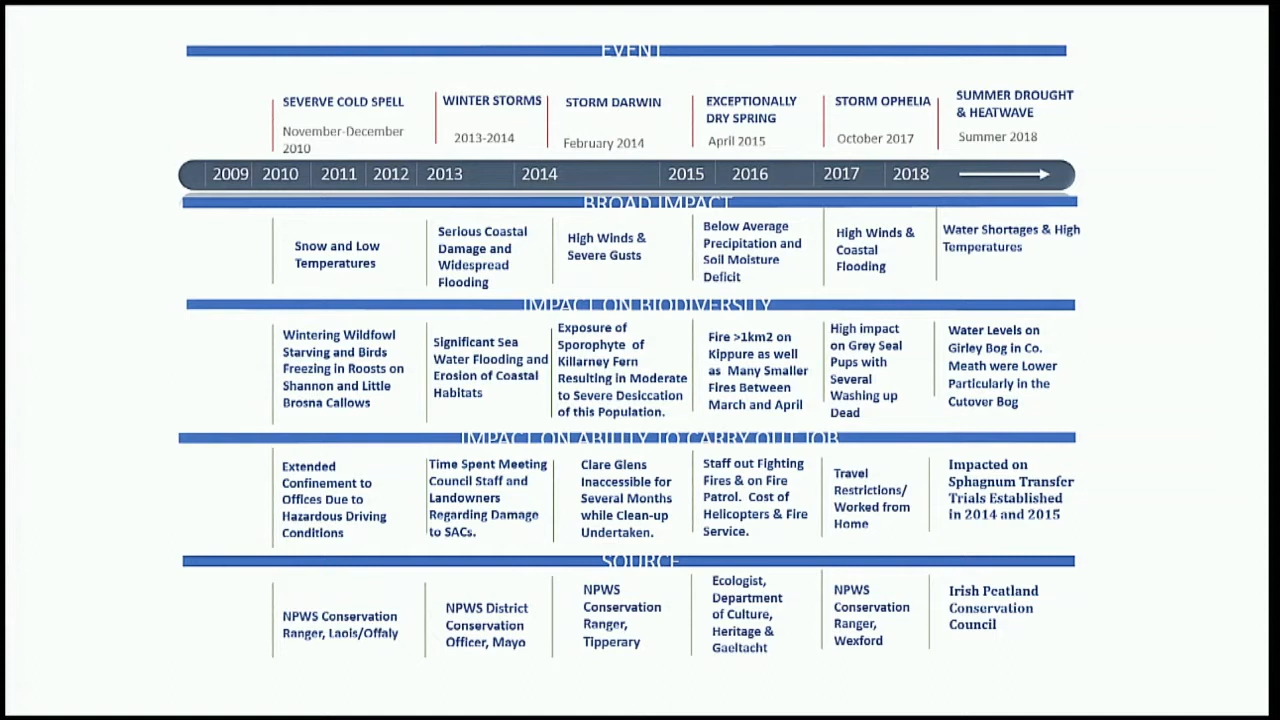 EVENT
SEVERVE COLD SPELL
November-December
2010
WINTER STORMS
2013-2014
STORM DARWIN
February 2014
EXCEPTIONALLY
DRY SPRING
April 2015
STORM OPHELIA
October 2017
SUMMER DROUGHT
& HEATWAVE
Summer 2018
2009 2010 2011 2012 2013 2014 2015 2016 2017 2018
BROAD IMPACT
Snow and Low
Temperatures
Serious Coastal
Damage and
Widespread
Flooding
High Winds &
Severe Gusts
Below Average
Precipitation and
Soil Moisture
Deficit
High Winds &
Coastal
Flooding
Water Shortages & High
Temperatures
IMPACT ON BIODIVERSITY
Wintering Wildfowl
Starving and Birds
Freezing in Roosts on
Shannon and Little
Brosna Callows
Significant Sea
Water Flooding and
Erosion of Coastal
Habitats
Exposure of
Sporophyte of
Killarney Fern
Resulting in Moderate
to Severe Desiccation
of this Population.
Fire >1km2 on
Kippure as well
as Many Smaller
Fires Between
March and April
High impact
on Grey Seal
Pups with
Several
Washing up
Dead
Water Levels on
Girley Bog in Co.
Meath were Lower
Particularly in the
Cutover Bog
IMPACT ON ABILITY TO CARRY OUT JOB
Extended
Confinement to
Offices Due to
Hazardous Driving
Conditions
Time Spent Meeting
Council Staff and
Landowners
Regarding Damage
to SACs.
Clare Glens
Inaccessible for
Several Months
while Clean-up
Undertaken.
Staff out Fighting
Fires & on Fire
Patrol. Cost of
Helicopters & Fire
Service.
Travel
Restrictions/
Worked from
Home
Impacted on
Sphagnum Transfer
Trials Established
in 2014 and 2015
SOURCE
NPWS Conservation
Ranger, Laois/Offaly
NPWS District
Conservation
Officer, Mayo
NPWS
Conservation
Ranger,
Tipperary
Ecologist,
Department
of Culture,
Heritage &
Gaeltacht
NPWS
Conservation
Ranger,
Wexford
Irish Peatland
Conservation
Council